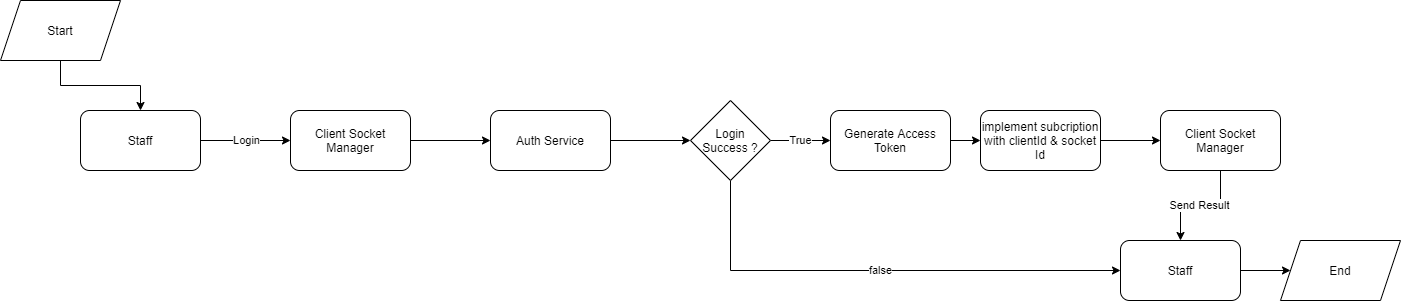 Start
Staff
Login
Client Socket
Manager
Auth Service
Login
Success ?
True
Generate Access
Token
implement subcription
with clientId & socket
Id
Client Socket
Manager
Send Result
false
Staff
End